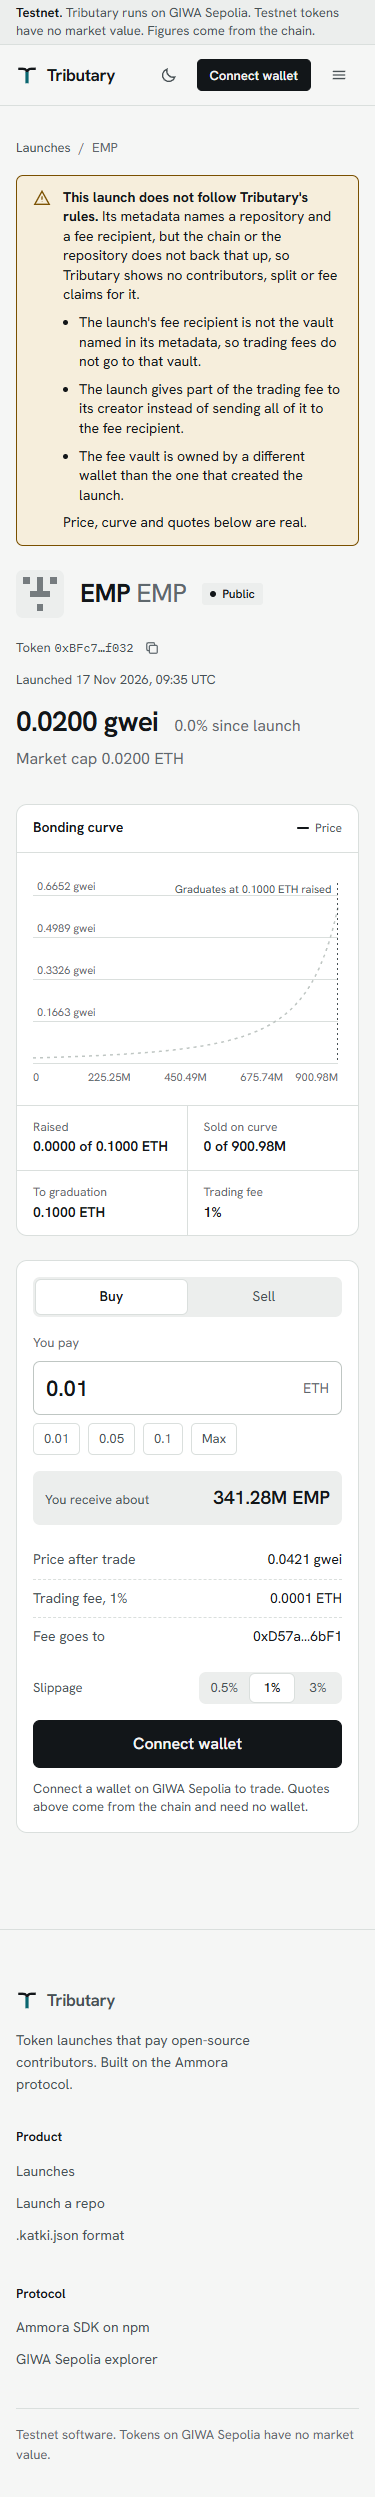 Testnet. Tributary runs on GIWA Sepolia. Testnet tokens
have no market value. Figures come from the chain.
Tributary
Connect wallet
Launches / EMP
This launch does not follow Tributary's
rules. Its metadata names a repository and
a fee recipient, but the chain or the
repository does not back that up, so
Tributary shows no contributors, split or fee
claims for it.
• The launch's fee recipient is not the vault
named in its metadata, so trading fees do
not go to that vault.
• The launch gives part of the trading fee to
its creator instead of sending all of it to
the fee recipient.
• The fee vault is owned by a different
wallet than the one that created the
launch.
Price, curve and quotes below are real.
EMP EMP
Public
Token 0xBFc7…f032
Launched 17 Nov 2026, 09:35 UTC
0.0200 gwei 0.0% since launch
Market cap 0.0200 ETH
Bonding curve
Price
0.6652 gwei
Graduates at 0.1000 ETH raised
0.4989 gwei
0.3326 gwei
0.1663 gwei
0 225.25M 450.49M 675.74M 900.98M
Raised
0.0000 of 0.1000 ETH
Sold on curve
0 of 900.98M
To graduation
0.1000 ETH
Trading fee
1%
Buy
Sell
You pay
0.01
ETH
0.01 0.05 0.1 Max
You receive about
341.28M EMP
Price after trade
0.0421 gwei
Trading fee, 1%
0.0001 ETH
Fee goes to
0xD57a…6bF1
Slippage
0.5% 1% 3%
Connect wallet
Connect a wallet on GIWA Sepolia to trade. Quotes
above come from the chain and need no wallet.
Tributary
Token launches that pay open-source
contributors. Built on the Ammora
protocol.
Product
Launches
Launch a repo
.katki.json format
Protocol
Ammora SDK on npm
GIWA Sepolia explorer
Testnet software. Tokens on GIWA Sepolia have no market
value.